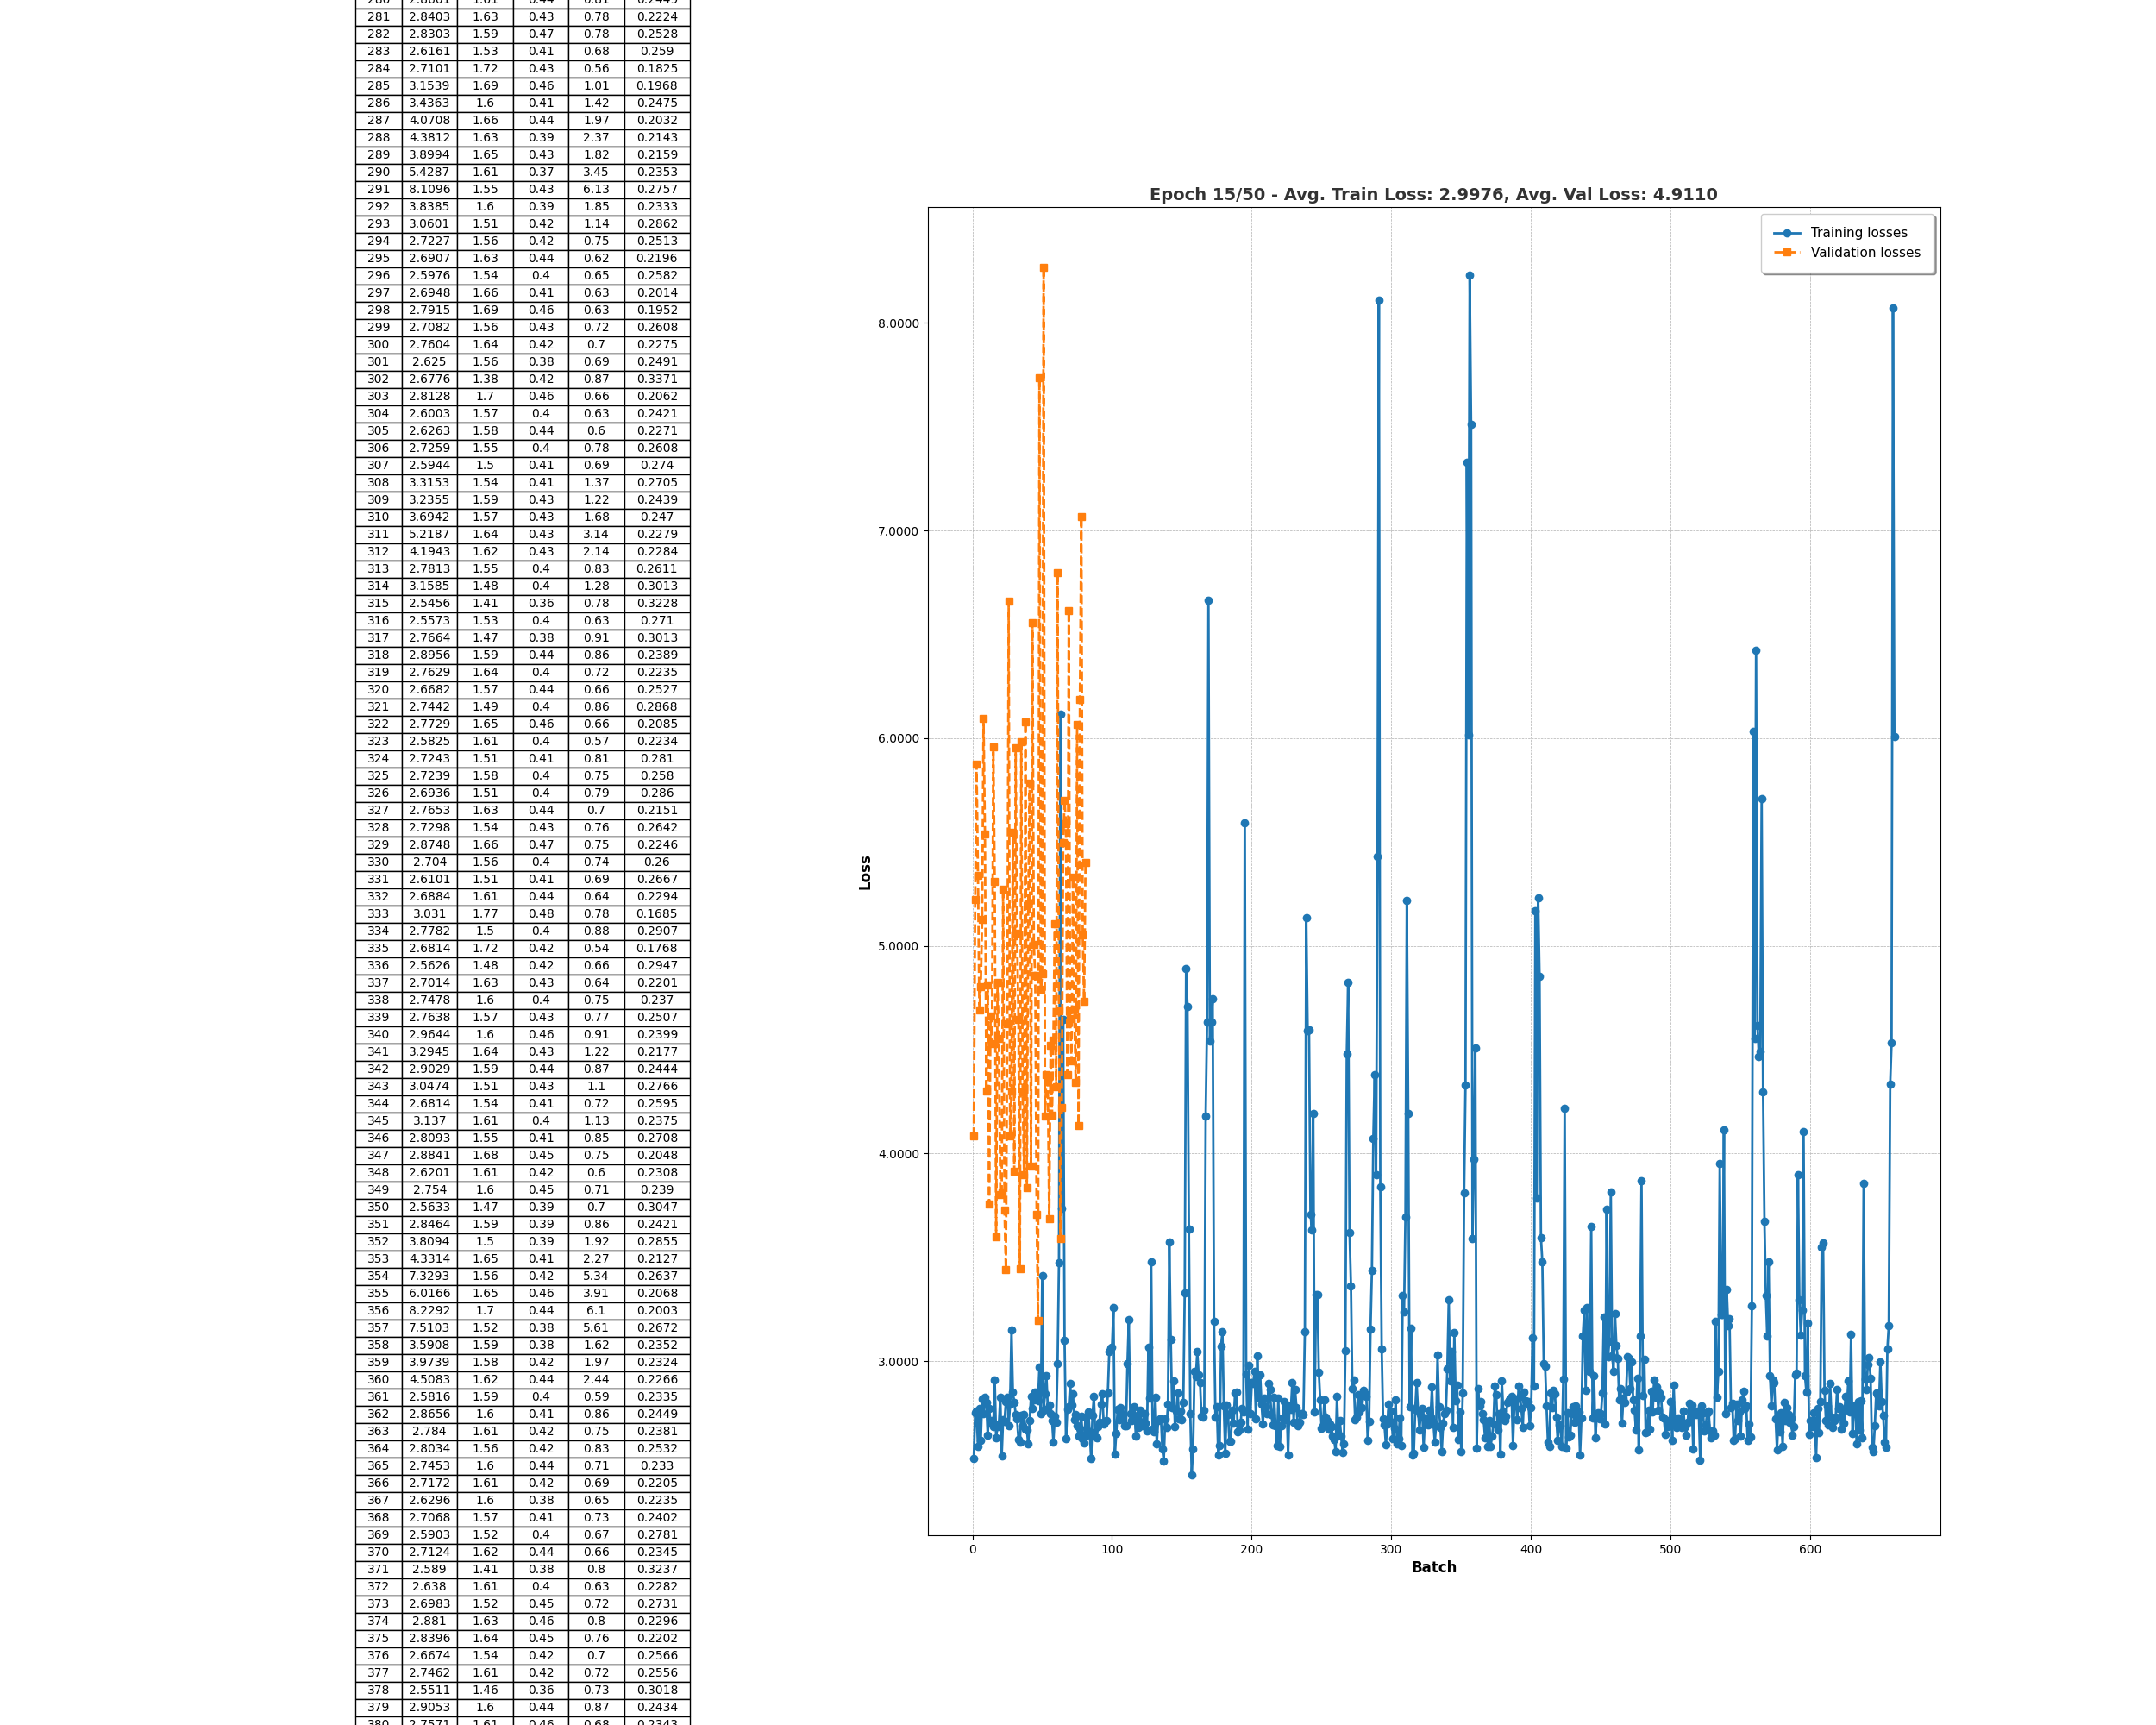 281 2.8403 1.63 0.43 0.78 0.2224
282 2.8303 1.59 0.47 0.78 0.2528
283 2.6161 1.53 0.41 0.68 0.259
284 2.7101 1.72 0.43 0.56 0.1825
285 3.1539 1.69 0.46 1.01 0.1968
286 3.4363 1.6 0.41 1.42 0.2475
287 4.0708 1.66 0.44 1.97 0.2032
288 4.3812 1.63 0.39 2.37 0.2143
289 3.8994 1.65 0.43 1.82 0.2159
290 5.4287 1.61 0.37 3.45 0.2353
291 8.1096 1.55 0.43 6.13 0.2757
292 3.8385 1.6 0.39 1.85 0.2333
293 3.0601 1.51 0.42 1.14 0.2862
294 2.7227 1.56 0.42 0.75 0.2513
295 2.6907 1.63 0.44 0.62 0.2196
296 2.5976 1.54 0.4 0.65 0.2582
297 2.6948 1.66 0.41 0.63 0.2014
298 2.7915 1.69 0.46 0.63 0.1952
299 2.7082 1.56 0.43 0.72 0.2608
300 2.7604 1.64 0.42 0.7 0.2275
301 2.625 1.56 0.38 0.69 0.2491
302 2.6776 1.38 0.42 0.87 0.3371
303 2.8128 1.7 0.46 0.66 0.2062
304 2.6003 1.57 0.4 0.63 0.2421
305 2.6263 1.58 0.44 0.6 0.2271
306 2.7259 1.55 0.4 0.78 0.2608
307 2.5944 1.5 0.41 0.69 0.274
308 3.3153 1.54 0.41 1.37 0.2705
309 3.2355 1.59 0.43 1.22 0.2439
310 3.6942 1.57 0.43 1.68 0.247
311 5.2187 1.64 0.43 3.14 0.2279
312 4.1943 1.62 0.43 2.14 0.2284
313 2.7813 1.55 0.4 0.83 0.2611
314 3.1585 1.48 0.4 1.28 0.3013
315 2.5456 1.41 0.36 0.78 0.3228
316 2.5573 1.53 0.4 0.63 0.271
317 2.7664 1.47 0.38 0.91 0.3013
318 2.8956 1.59 0.44 0.86 0.2389
319 2.7629 1.64 0.4 0.72 0.2235
320 2.6682 1.57 0.44 0.66 0.2527
321 2.7442 1.49 0.4 0.86 0.2868
322 2.7729 1.65 0.46 0.66 0.2085
323 2.5825 1.61 0.4 0.57 0.2234
324 2.7243 1.51 0.41 0.81 0.281
325 2.7239 1.58 0.4 0.75 0.258
326 2.6936 1.51 0.4 0.79 0.286
327 2.7653 1.63 0.44 0.7 0.2151
328 2.7298 1.54 0.43 0.76 0.2642
329 2.8748 1.66 0.47 0.75 0.2246
330 2.704 1.56 0.4 0.74 0.26
331 2.6101 1.51 0.41 0.69 0.2667
332 2.6884 1.61 0.44 0.64 0.2294
333 3.031 1.77 0.48 0.78 0.1685
334 2.7782 1.5 0.4 0.88 0.2907
335 2.6814 1.72 0.42 0.54 0.1768
336 2.5626 1.48 0.42 0.66 0.2947
337 2.7014 1.63 0.43 0.64 0.2201
338 2.7478 1.6 0.4 0.75 0.237
339 2.7638 1.57 0.43 0.77 0.2507
340 2.9644 1.6 0.46 0.91 0.2399
341 3.2945 1.64 0.43 1.22 0.2177
342 2.9029 1.59 0.44 0.87 0.2444
343 3.0474 1.51 0.43 1.1 0.2766
344 2.6814 1.54 0.41 0.72 0.2595
345 3.137 1.61 0.4 1.13 0.2375
346 2.8093 1.55 0.41 0.85 0.2708
347 2.8841 1.68 0.45 0.75 0.2048
348 2.6201 1.61 0.42 0.6 0.2308
349 2.754 1.6 0.45 0.71 0.239
350 2.5633 1.47 0.39 0.7 0.3047
351 2.8464 1.59 0.39 0.86 0.2421
352 3.8094 1.5 0.39 1.92 0.2855
353 4.3314 1.65 0.41 2.27 0.2127
354 7.3293 1.56 0.42 5.34 0.2637
355 6.0166 1.65 0.46 3.91 0.2068
356 8.2292 1.7 0.44 6.1 0.2003
357 7.5103 1.52 0.38 5.61 0.2672
358 3.5908 1.59 0.38 1.62 0.2352
359 3.9739 1.58 0.42 1.97 0.2324
360 4.5083 1.62 0.44 2.44 0.2266
361 2.5816 1.59 0.4 0.59 0.2335
362 2.8656 1.6 0.41 0.86 0.2449
363 2.784 1.61 0.42 0.75 0.2381
364 2.8034 1.56 0.42 0.83 0.2532
365 2.7453 1.6 0.44 0.71 0.233
366 2.7172 1.61 0.42 0.69 0.2205
367 2.6296 1.6 0.38 0.65 0.2235
368 2.7068 1.57 0.41 0.73 0.2402
369 2.5903 1.52 0.4 0.67 0.2781
370 2.7124 1.62 0.44 0.66 0.2345
371 2.589 1.41 0.38 0.8 0.3237
372 2.638 1.61 0.4 0.63 0.2282
373 2.6983 1.52 0.45 0.72 0.2731
374 2.881 1.63 0.46 0.8 0.2296
375 2.8396 1.64 0.45 0.76 0.2202
376 2.6674 1.54 0.42 0.7 0.2566
377 2.7462 1.61 0.42 0.72 0.2556
378 2.5511 1.46 0.36 0.73 0.3018
379 2.9053 1.6 0.44 0.87 0.2434
Epoch 15/50 - Avg. Train Loss: 2.9976, Avg. Val Loss: 4.9110
Training losses
Validation losses
8.0000
7.0000
6.0000
5.0000
4.0000
3.0000
Loss
0 100 200 300 400 500 600
Batch